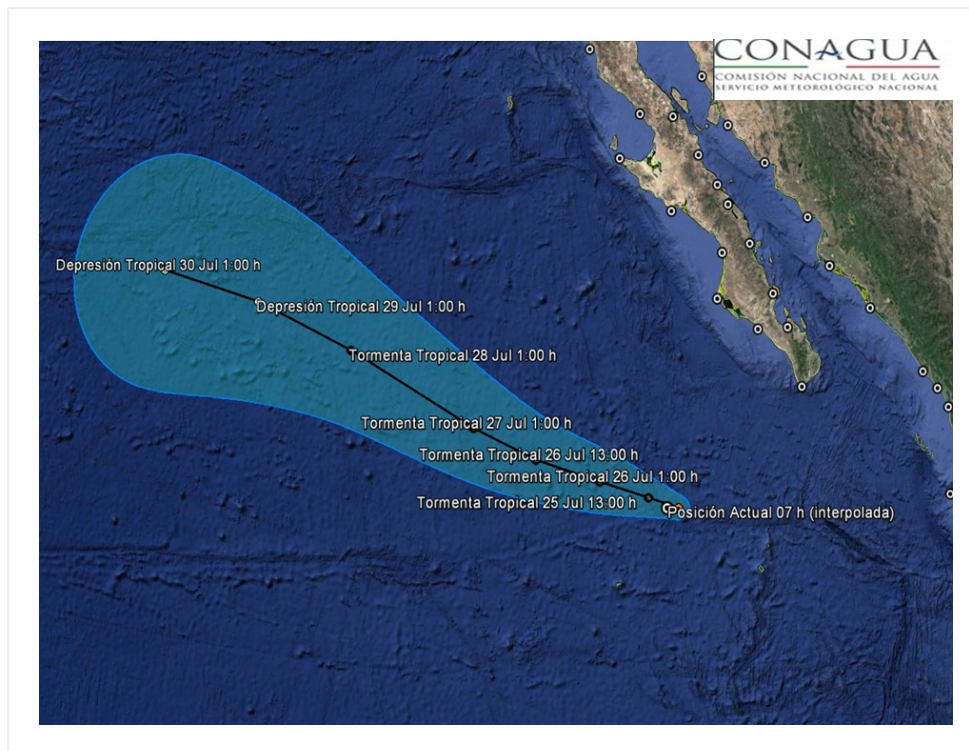 CONAGUA
COMISIÓN NACIONAL DEL AGUA
SERVICIO METEOROLÓGICO NACIONAL
Depresión Tropical 30 Jul 1:00 h
Depresión Tropical 29 Jul 1:00 h
Tormenta Tropical 28 Jul 1:00 h
Tormenta Tropical 27 Jul 1:00 h
Tormenta Tropical 26 Jul 13:00 h
Tormenta Tropical 26 Jul 1:00 h
Tormenta Tropical 25 Jul 13:00 h
Posición Actual 07 h (interpolada)